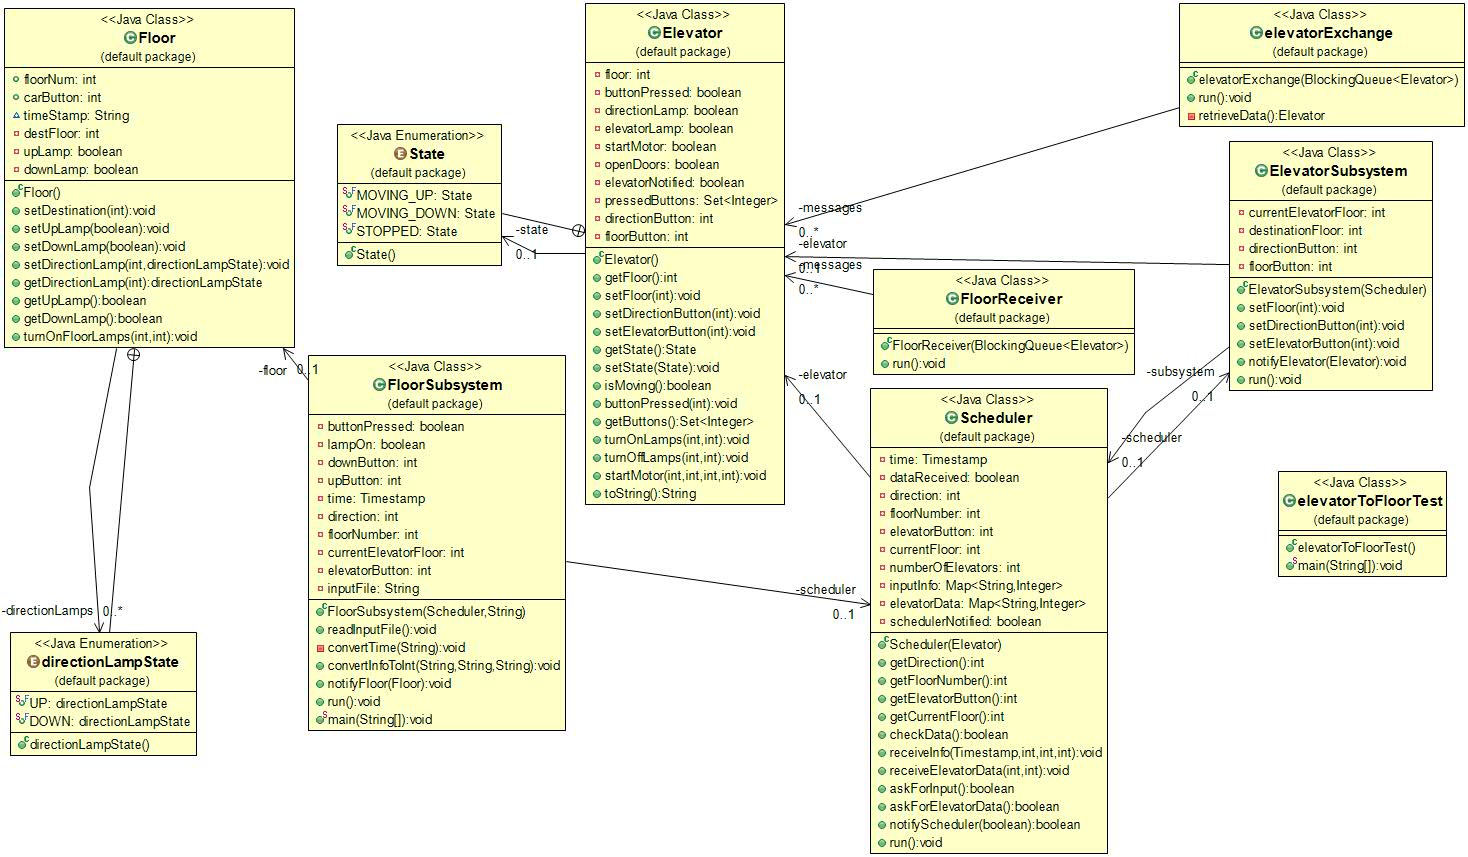 <<Java Class>>
Floor
(default package)
floorNum: int
carButton: int
timeStamp: String
destFloor: int
upLamp: boolean
downLamp: boolean
Floor()
setDestination(int):void
setUpLamp(boolean):void
setDownLamp(boolean):void
setDirectionLamp(int,directionLampState):void
getDirectionLamp(int):directionLampState
getUpLamp():boolean
getDownLamp():boolean
turnOnFloorLamps(int,int):void
<<Java Enumeration>>
State
(default package)
MOVING_UP: State
MOVING_DOWN: State
STOPPED: State
State()
-state
0..1
<<Java Class>>
Elevator
(default package)
floor: int
buttonPressed: boolean
directionLamp: boolean
elevatorLamp: boolean
startMotor: boolean
openDoors: boolean
elevatorNotified: boolean
pressedButtons: Set<Integer>
directionButton: int
floorButton: int
Elevator()
getFloor():int
setFloor(int):void
setDirectionButton(int):void
setElevatorButton(int):void
getState():State
setState(State):void
isMoving():boolean
buttonPressed(int):void
getButtons():Set<Integer>
turnOnLamps(int,int):void
turnOffLamps(int,int):void
startMotor(int,int,int,int):void
toString():String
<<Java Class>>
elevatorExchange
(default package)
elevatorExchange(BlockingQueue<Elevator>)
run():void
retrieveData():Elevator
-messages
0..*
-elevator
0..1
-messages
0..*
<<Java Class>>
ElevatorSubsystem
(default package)
currentElevatorFloor: int
destinationFloor: int
directionButton: int
floorButton: int
ElevatorSubsystem(Scheduler)
setFloor(int):void
setDirectionButton(int):void
setElevatorButton(int):void
notifyElevator(Elevator):void
run():void
<<Java Class>>
FloorReceiver
(default package)
FloorReceiver(BlockingQueue<Elevator>)
run():void
-floor
0..1
<<Java Class>>
FloorSubsystem
(default package)
buttonPressed: boolean
lampOn: boolean
downButton: int
upButton: int
time: Timestamp
direction: int
floorNumber: int
currentElevatorFloor: int
elevatorButton: int
inputFile: String
FloorSubsystem(Scheduler,String)
readInputFile():void
convertTime(String):void
convertInfoToInt(String,String,String):void
notifyFloor(Floor):void
run():void
main(String[]):void
-elevator
0..1
-subsystem
0..1
-scheduler
0..1
<<Java Class>>
Scheduler
(default package)
time: Timestamp
dataReceived: boolean
direction: int
floorNumber: int
elevatorButton: int
currentFloor: int
numberOfElevators: int
inputInfo: Map<String,Integer>
elevatorData: Map<String,Integer>
schedulerNotified: boolean
Scheduler(Elevator)
getDirection():int
getFloorNumber():int
getElevatorButton():int
getCurrentFloor():int
checkData():boolean
receiveInfo(Timestamp,int,int,int):void
receiveElevatorData(int,int):void
askForInput():boolean
askForElevatorData():boolean
notifyScheduler(boolean):boolean
run():void
<<Java Class>>
elevatorToFloorTest
(default package)
elevatorToFloorTest()
main(String[]):void
-scheduler
0..1
-directionLamps
0..*
<<Java Enumeration>>
directionLampState
(default package)
UP: directionLampState
DOWN: directionLampState
directionLampState()